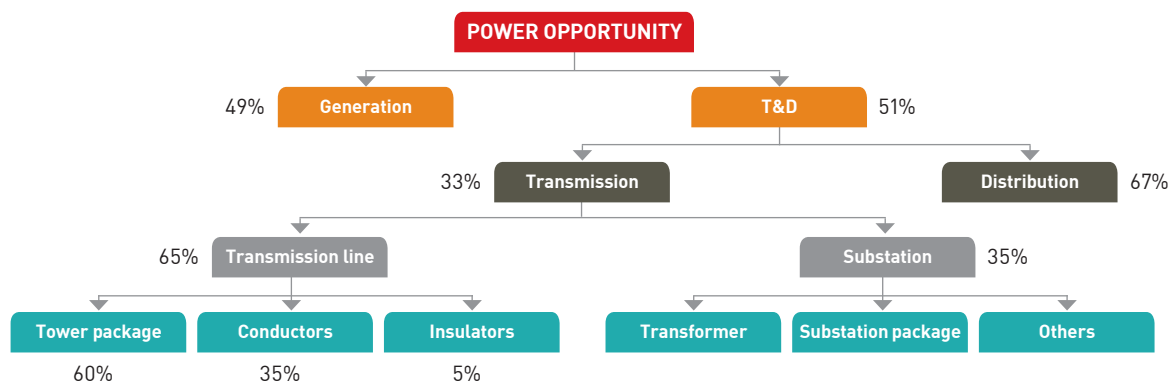 POWER OPPORTUNITY
49% Generation T&D 51%
33% Transmission Distribution 67%
65% Transmission line Substation 35%
Tower package Conductors Insulators Transformer Substation package Others
60% 35% 5%